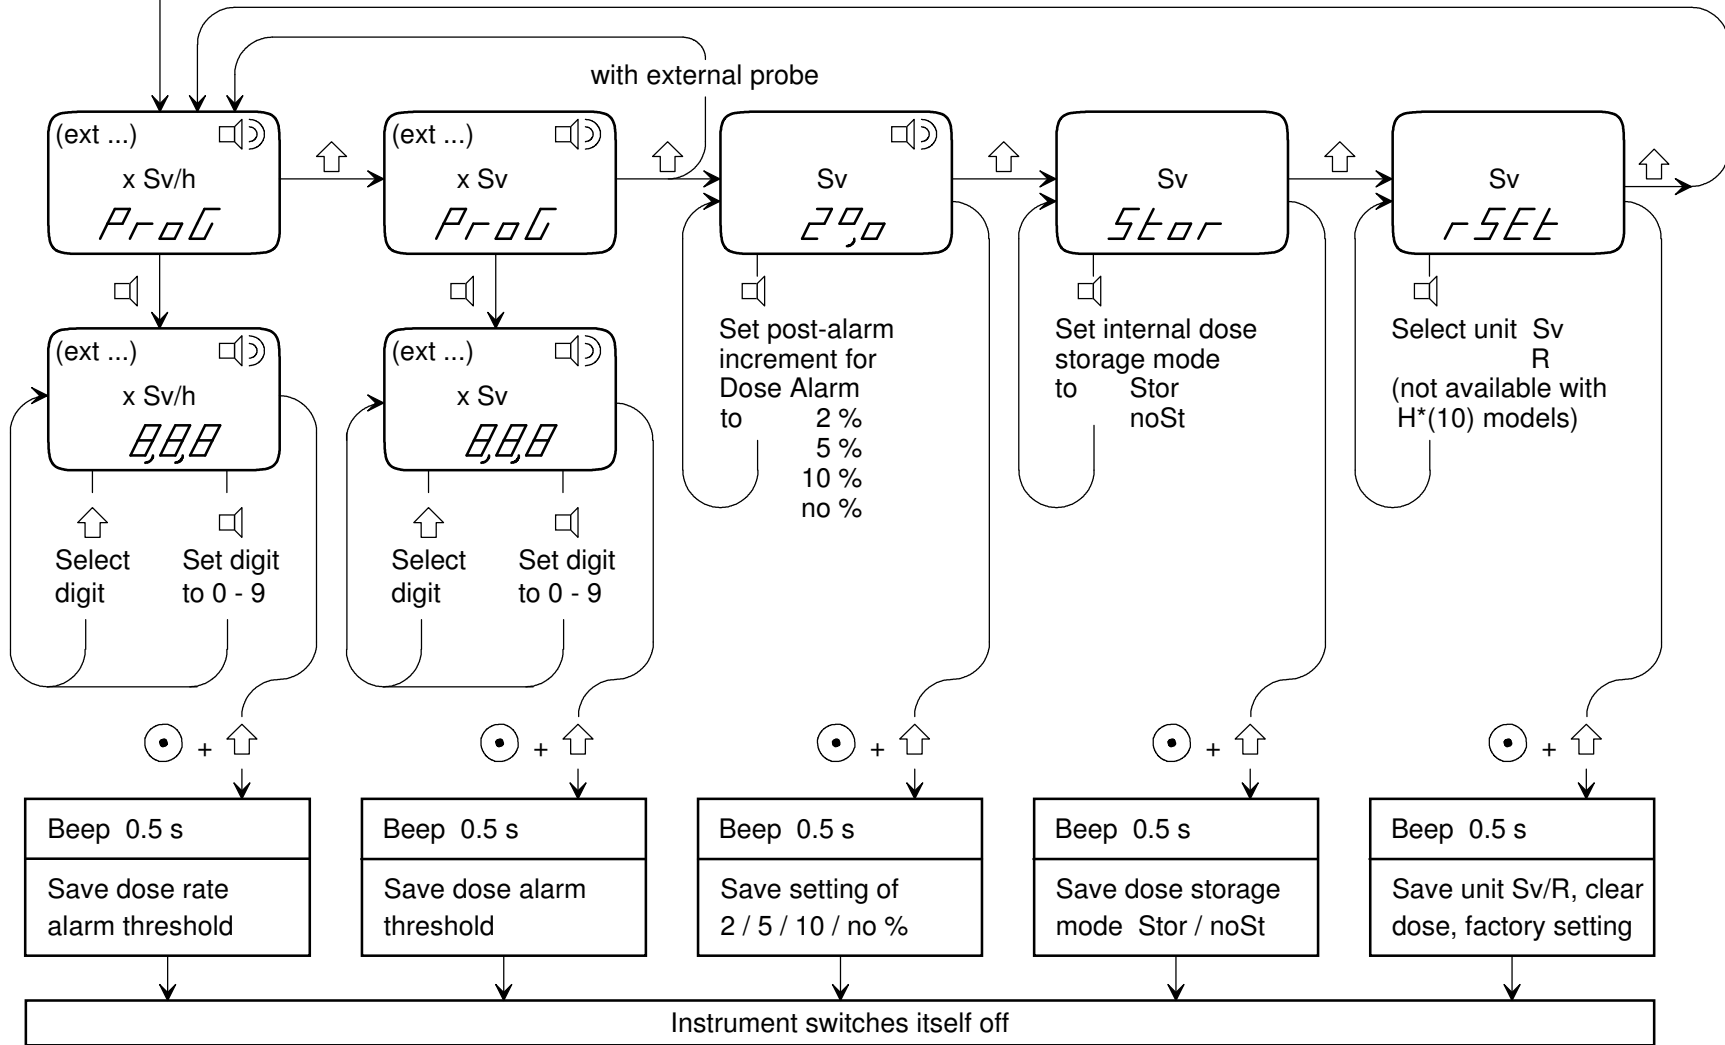 with external probe
(ext ...)
x Sv/h
ProG
(ext ...)
x Sv
ProG
Sv
2%
Sv
Stor
Sv
rSEt
(ext ...)
x Sv/h
8,8,8
Select
digit
Set digit
to 0 - 9
(ext ...)
x Sv
8,8,8
Select
digit
Set digit
to 0 - 9
Set post-alarm
increment for
Dose Alarm
to 2 %
5 %
10 %
no %
Set internal dose
storage mode
to Stor
noSt
Select unit Sv
R
(not available with
H*(10) models)
+
+
+
+
+
Beep 0.5 s
Save dose rate
alarm threshold
Beep 0.5 s
Save dose alarm
threshold
Beep 0.5 s
Save setting of
2 / 5 / 10 / no %
Beep 0.5 s
Save dose storage
mode Stor / noSt
Beep 0.5 s
Save unit Sv/R, clear
dose, factory setting
Instrument switches itself off